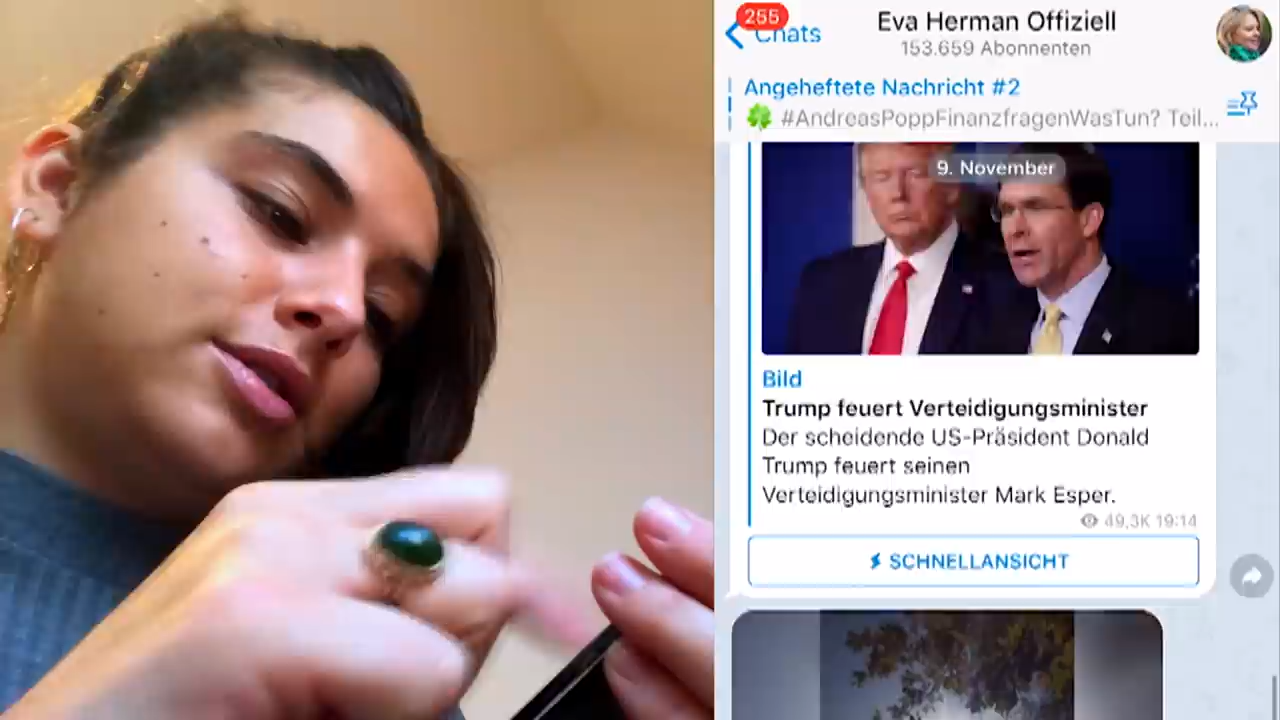 255
Chats
Eva Herman Offiziell
153.659 Abonnenten
Angeheftete Nachricht #2
🍀 #AndreasPoppFinanzfragenWasTun? Teil...
9. November
Bild
Trump feuert Verteidigungsminister
Der scheidende US-Präsident Donald
Trump feuert seinen
Verteidigungsminister Mark Esper.
49,3K 19:14
SCHNELLANSICHT